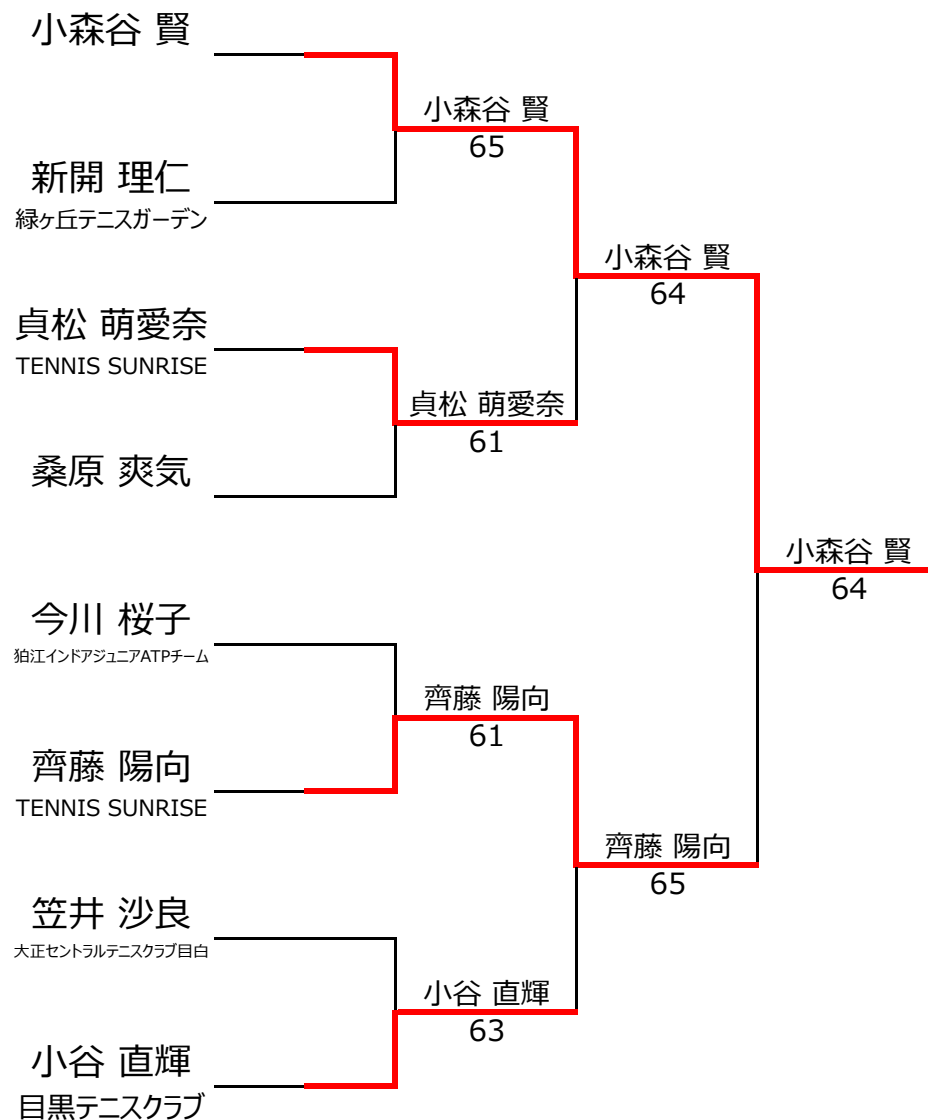 小森谷 賢
小森谷 賢
65
新開 理仁
緑ヶ丘テニスガーデン
小森谷 賢
64
貞松 萌愛奈
TENNIS SUNRISE
貞松 萌愛奈
61
桑原 爽気
小森谷 賢
64
今川 桜子
狛江インドアジュニアATPチーム
齊藤 陽向
61
齊藤 陽向
TENNIS SUNRISE
齊藤 陽向
65
笠井 沙良
大正セントラルテニスクラブ目白
小谷 直輝
63
小谷 直輝
目黒テニスクラブ